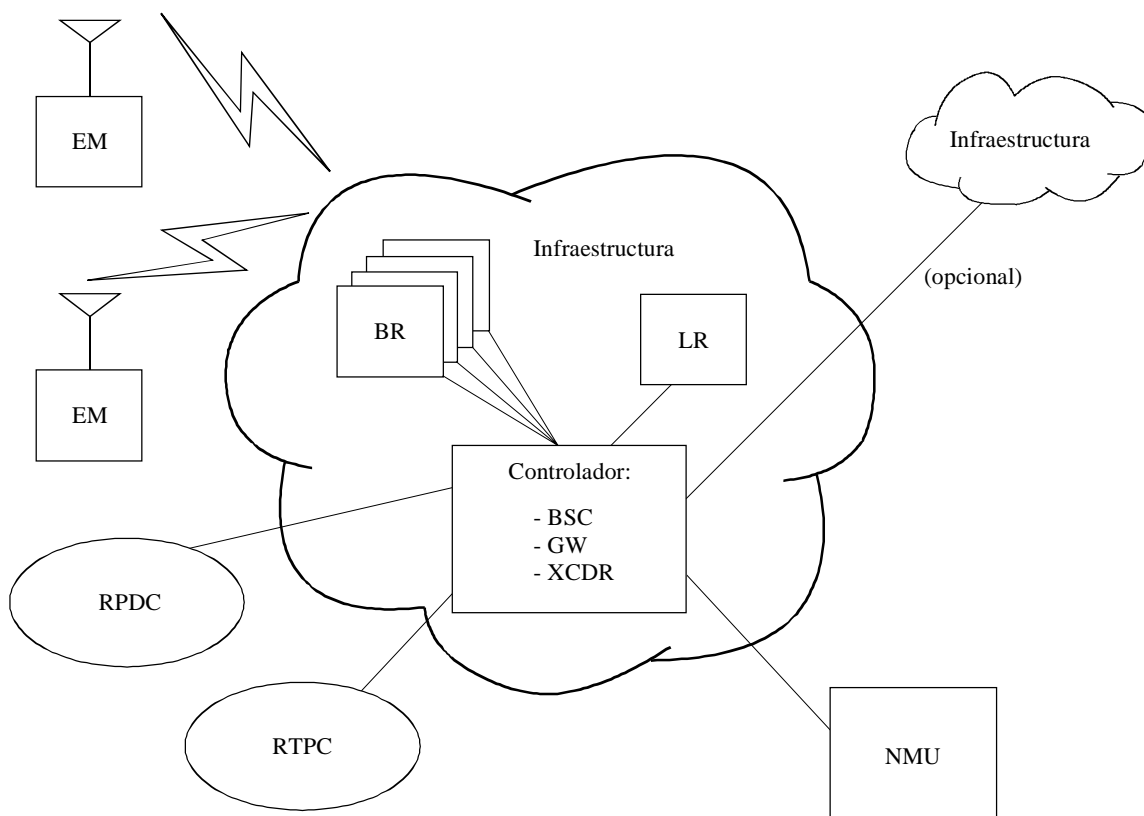 EM
Infraestructura
Infraestructura
(opcional)
BR
LR
EM
Controlador:
- BSC
- GW
- XCDR
RPDC
RTPC
NMU